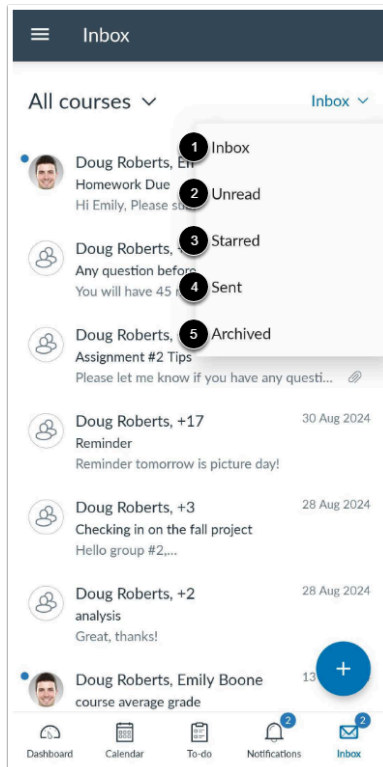 Inbox
All courses
Inbox
1 Inbox
2 Unread
3 Starred
4 Sent
5 Archived
Doug Roberts,
Homework Due
Hi Emily, Please
Doug Roberts,
Any question before
You will have 45
Doug Roberts,
Assignment #2 Tips
Please let me know if you have any questi...
Doug Roberts, +17
30 Aug 2024
Reminder
Reminder tomorrow is picture day!
Doug Roberts, +3
28 Aug 2024
Checking in on the fall project
Hello group #2,...
Doug Roberts, +2
28 Aug 2024
analysis
Great, thanks!
Doug Roberts, Emily Boone
13
course average grade
+
Dashboard
Calendar
To-do
2
Notifications
2
Inbox